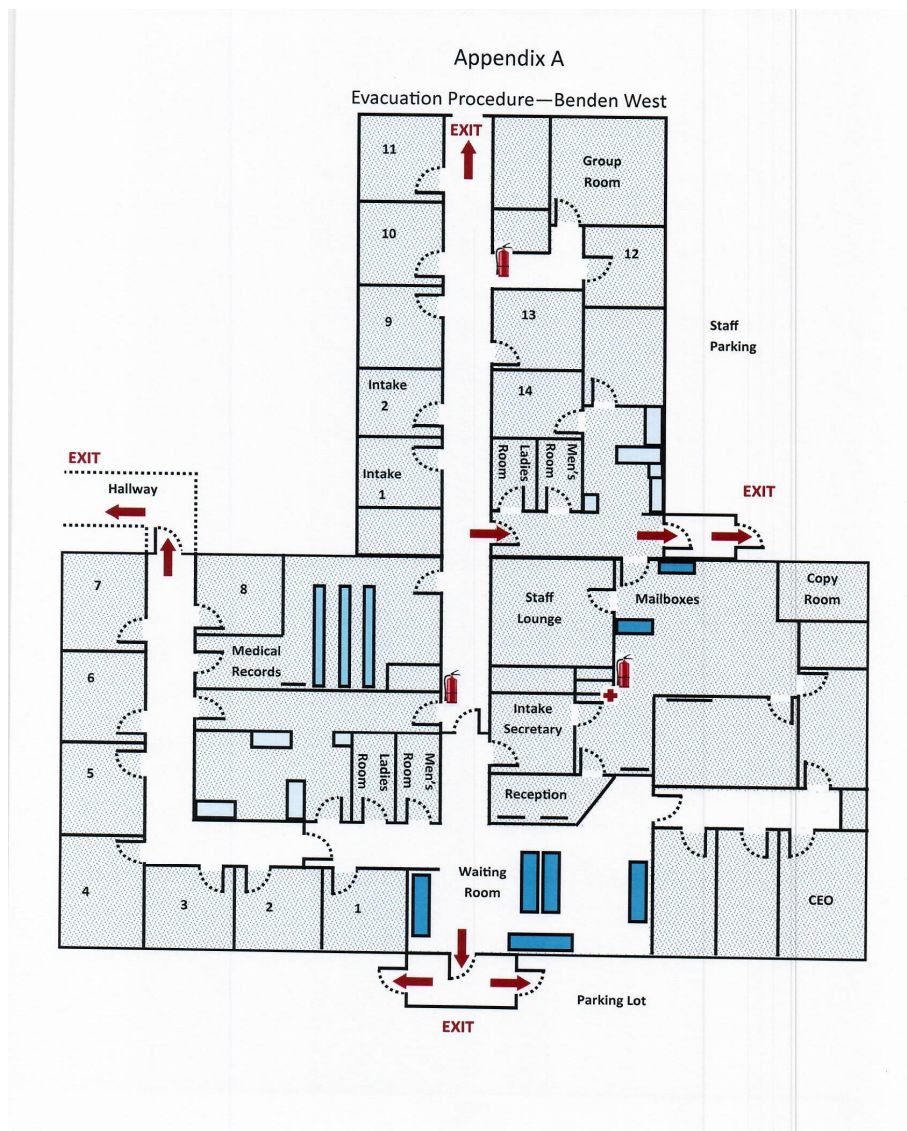 Appendix A
Evacuation Procedure—Benden West
EXIT
11
Group
Room
10
12
9
13
Staff
Parking
Intake
2
14
Ladies
Room
Men's
Room
EXIT
Hallway
Intake
1
EXIT
7
8
Staff
Lounge
Mailboxes
Copy
Room
Medical
Records
6
Intake
Secretary
5
Ladies
Room
Men's
Room
Reception
4
3
2
1
Waiting
Room
CEO
Parking Lot
EXIT